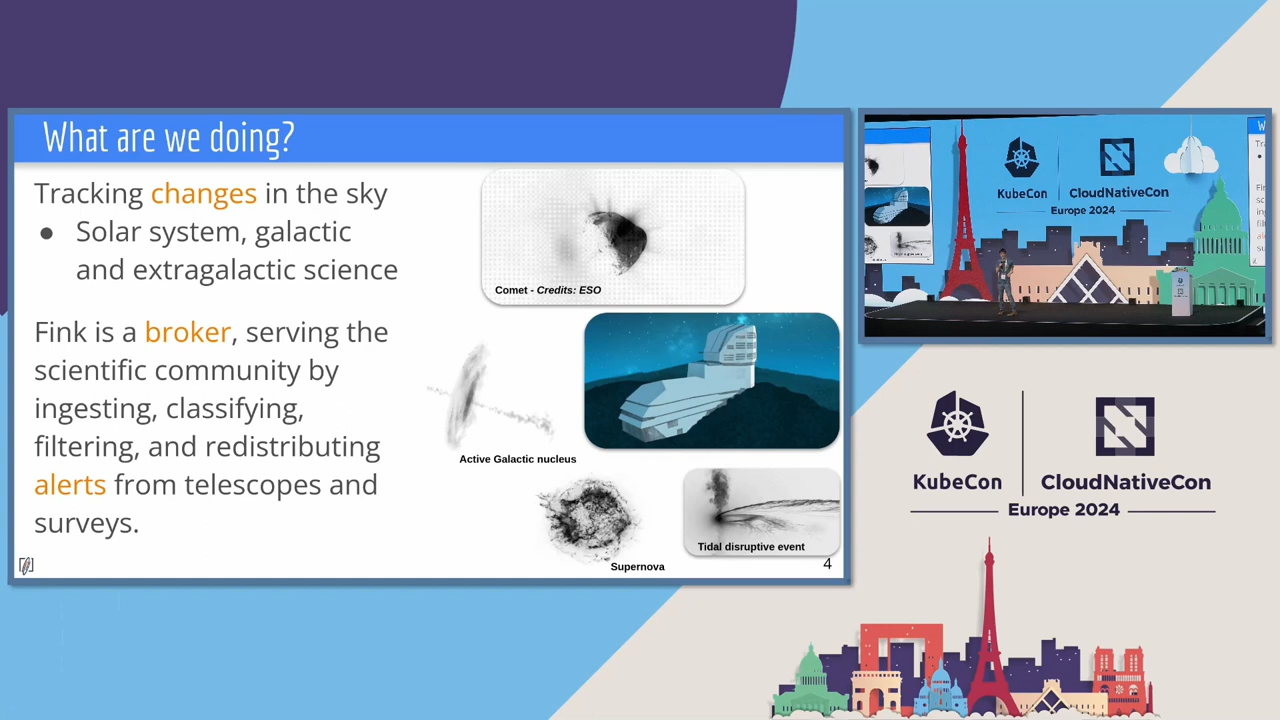 What are we doing?
Tracking changes in the sky
● Solar system, galactic
and extragalactic science
Fink is a broker, serving the
scientific community by
ingesting, classifying,
filtering, and redistributing
alerts from telescopes and
surveys.
Comet - Credits: ESO
Active Galactic nucleus
Supernova
Tidal disruptive event
4
KubeCon
CloudNativeCon
Europe 2024
KubeCon
CloudNativeCon
Europe 2024